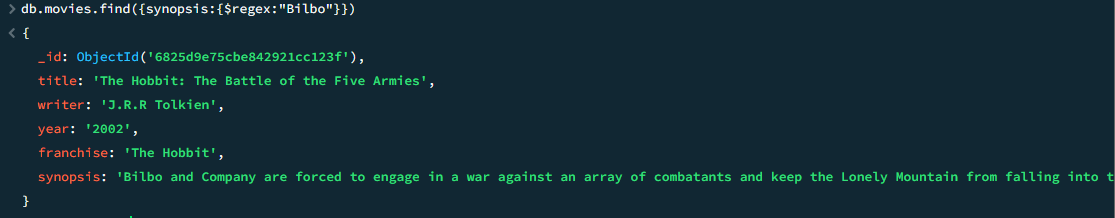 > db.movies.find({synopsis:{$regex:"Bilbo"}})
< {
_id: ObjectId('6825d9e75cbe842921cc123f'),
title: 'The Hobbit: The Battle of the Five Armies',
writer: 'J.R.R Tolkien',
year: '2002',
franchise: 'The Hobbit',
synopsis: 'Bilbo and Company are forced to engage in a war against an array of combatants and keep the Lonely Mountain from falling into t
}